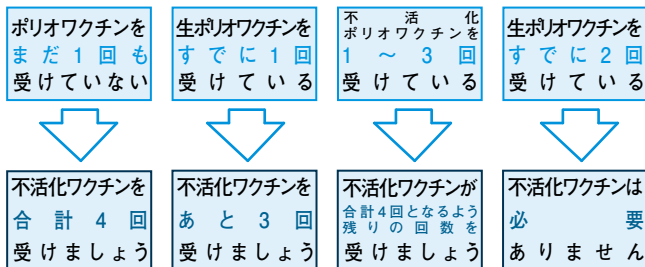 ポリオワクチンを
まだ1回も
受けていない
生ポリオワクチンを
すでに1回
受けている
不活化
ポリオワクチンを
1～3回
受けている
生ポリオワクチンを
すでに2回
受けている
不活化ワクチンを
合計4回
受けましょう
不活化ワクチンを
あと3回
受けましょう
不活化ワクチンが
合計4回となるよう
残りの回数を
受けましょう
不活化ワクチンは
必要
ありません